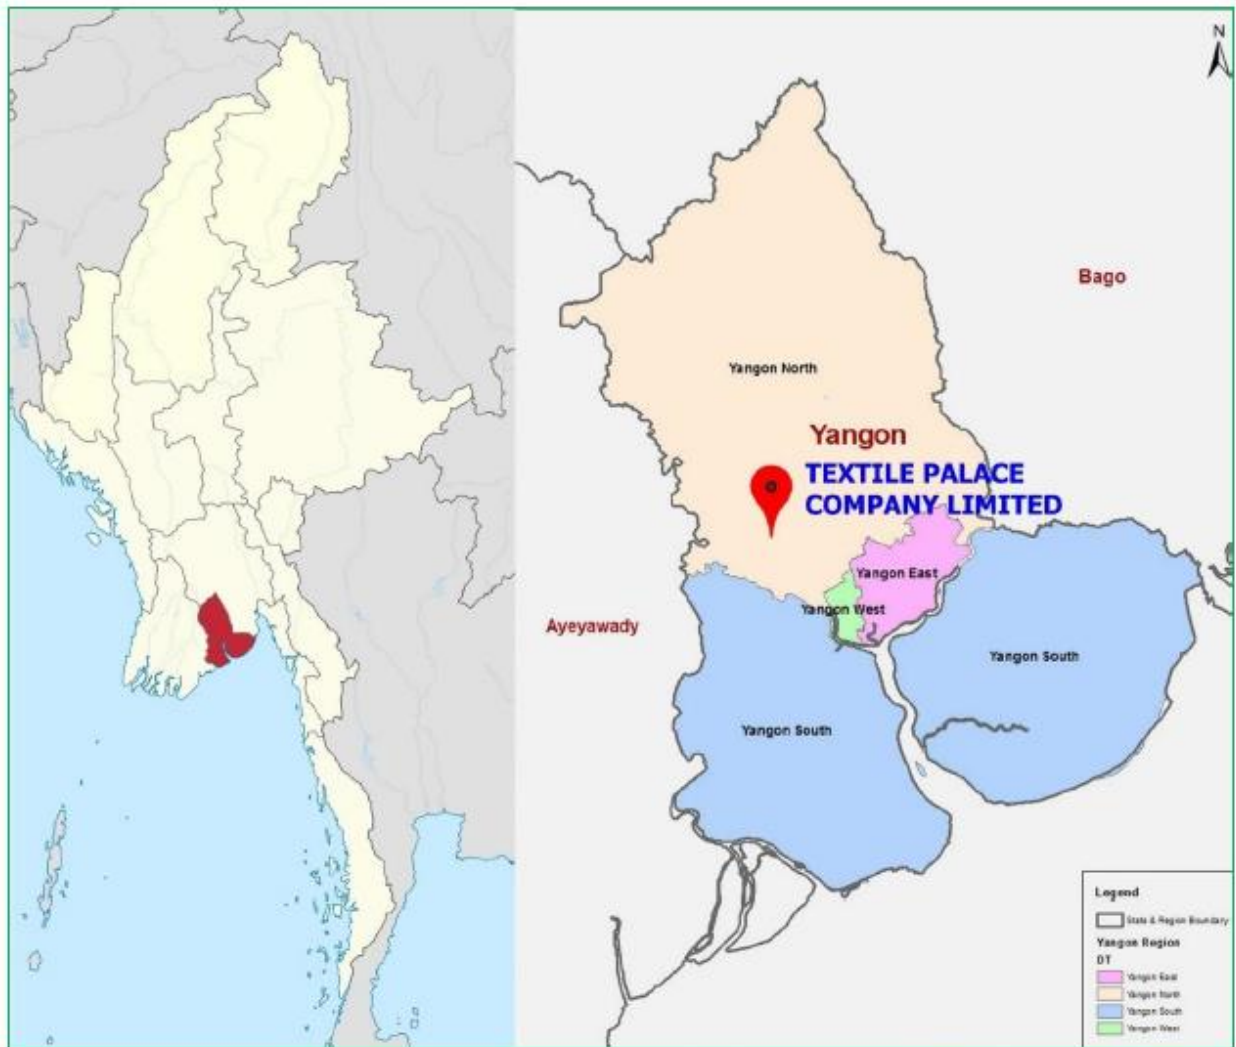 N
Bago
Yangon North
Yangon
TEXTILE PALACE
COMPANY LIMITED
Yangon East
Yangon West
Ayeyawady
Yangon South
Yangon South
Legend
State & Region Boundary
Yangon Region
DT
Yangon East
Yangon North
Yangon South
Yangon West